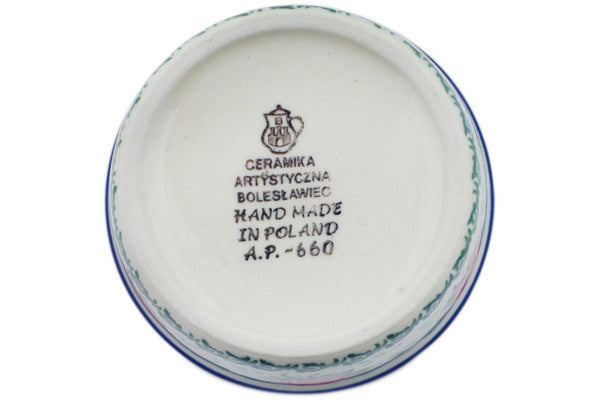 B
CERAMIKA
ARTYSTYCZNA
BOLESŁAWIEC
HAND MADE
IN POLAND
A.P.-660